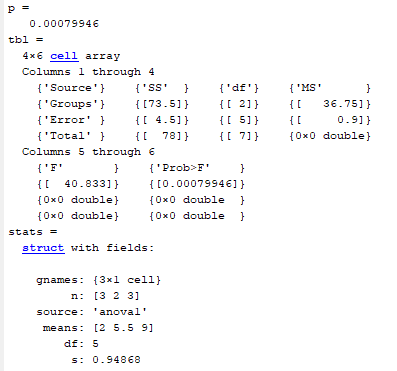 p =
0.00079946
tbl =
4×6 cell array
Columns 1 through 4
{'Source'} {'SS' } {'df'} {'MS' }
{'Groups'} {[73.5]} {[ 2]} {[ 36.75]}
{'Error' } {[ 4.5]} {[ 5]} {[ 0.9]}
{'Total' } {[ 78]} {[ 7]} {0×0 double}
Columns 5 through 6
{'F' } {'Prob>F' }
{[ 40.833]} {[0.00079946]}
{0×0 double} {0×0 double }
{0×0 double} {0×0 double }
stats =
struct with fields:
gnames: {3×1 cell}
n: [3 2 3]
source: 'anova1'
means: [2 5.5 9]
df: 5
s: 0.94868